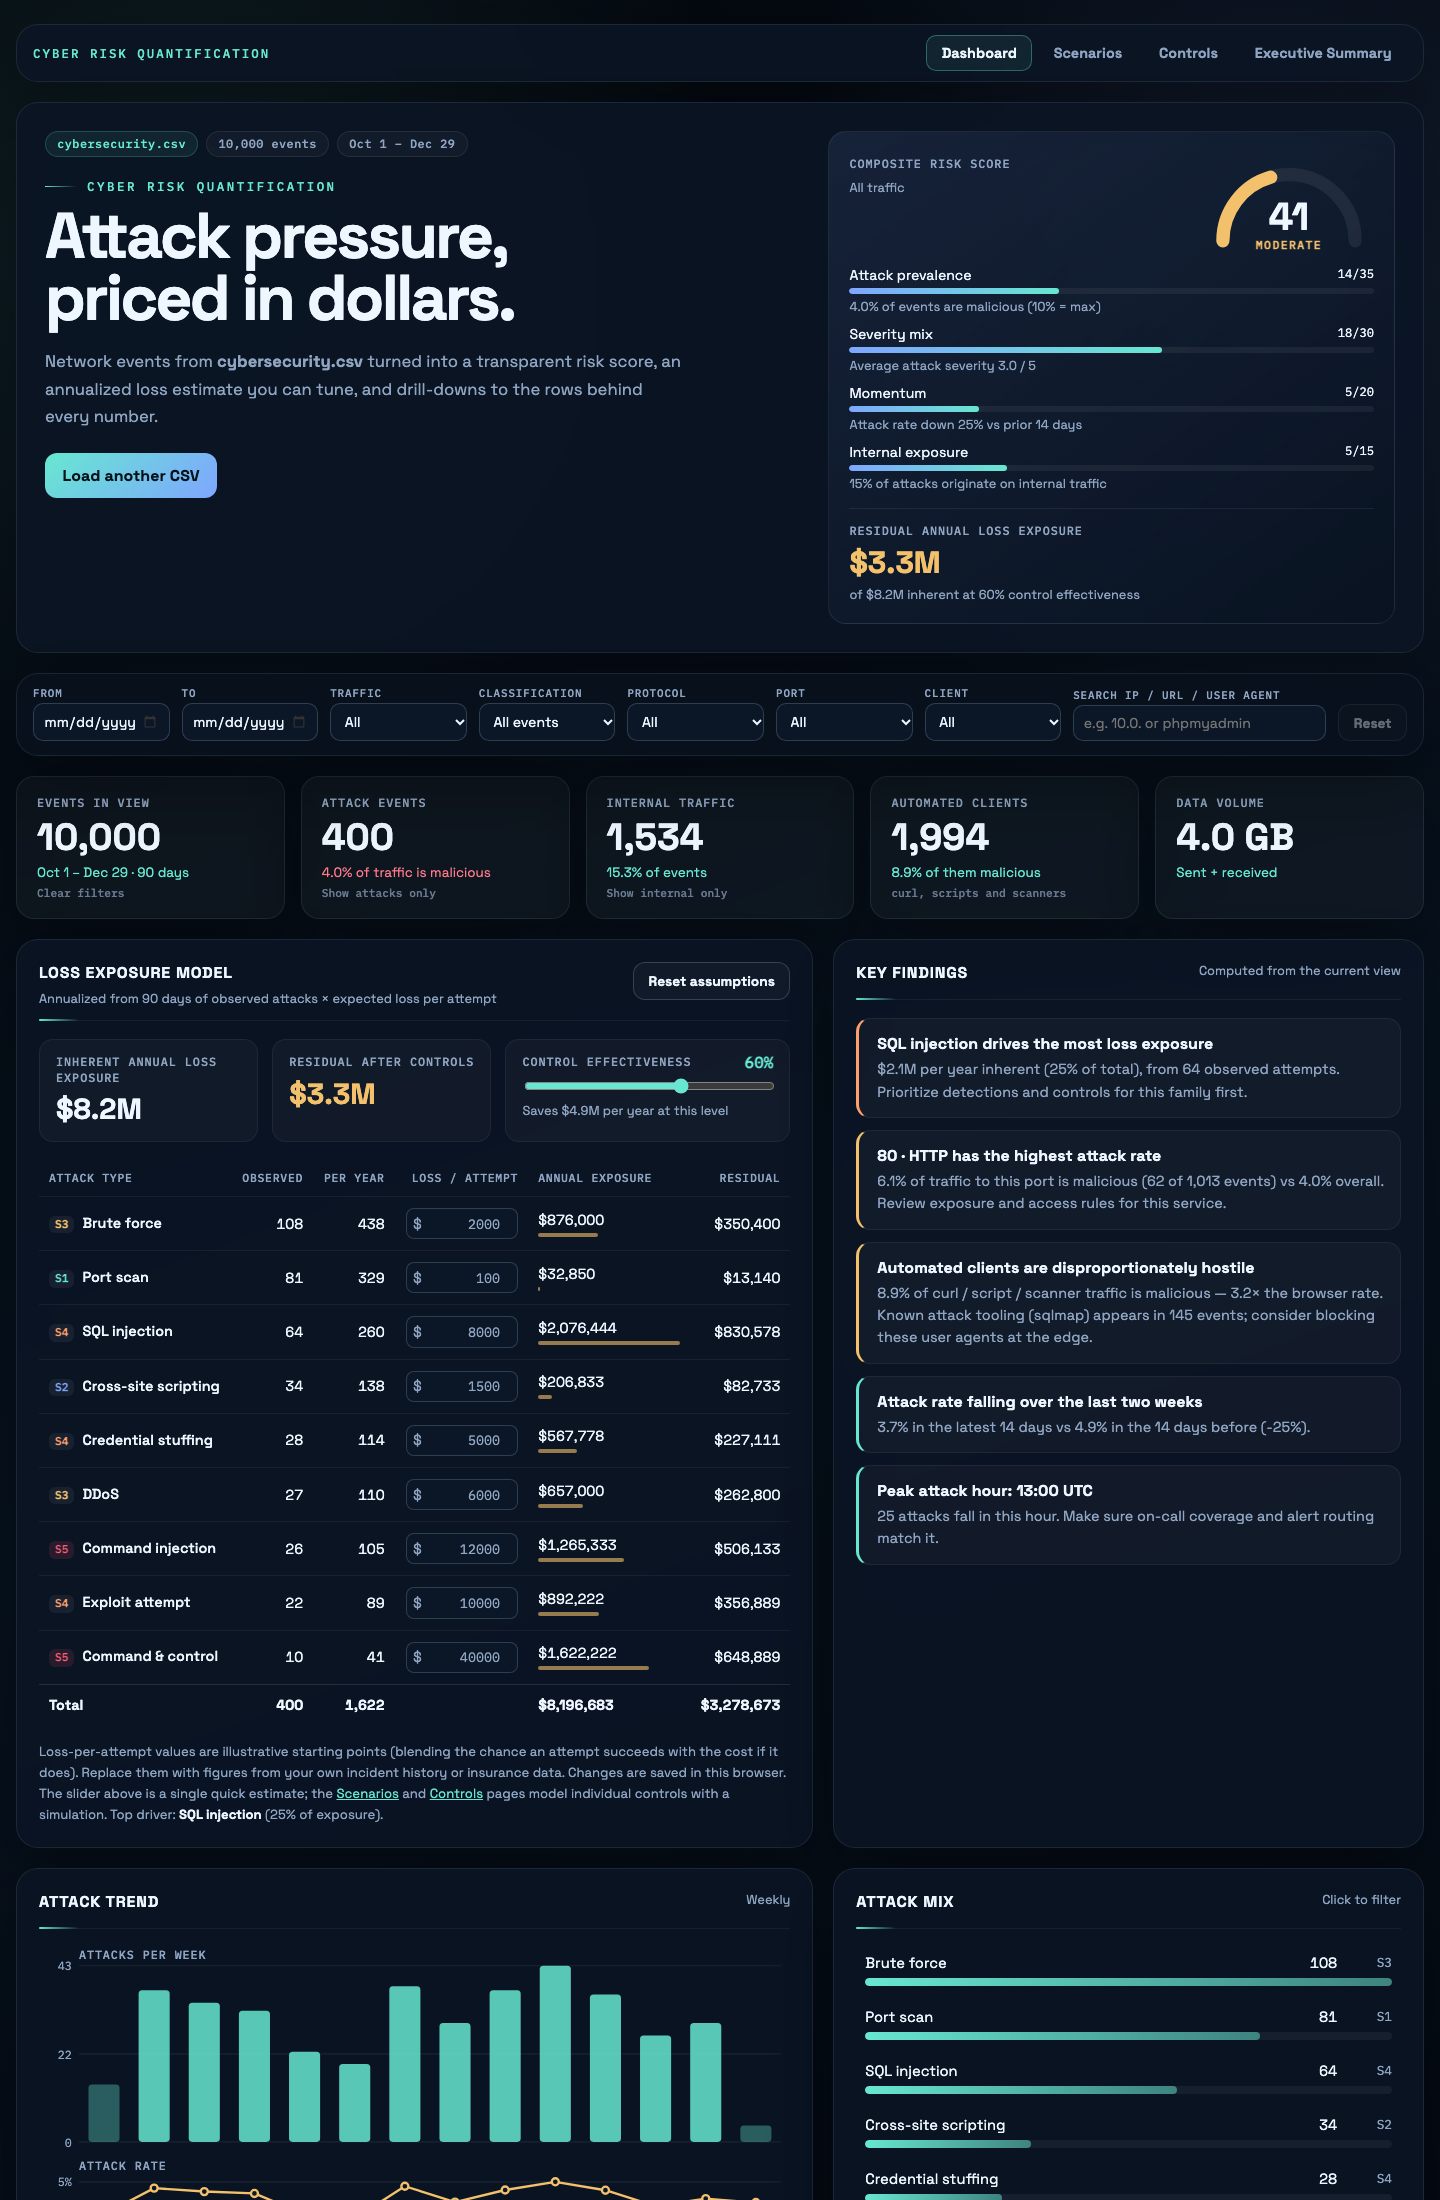 CYBER RISK QUANTIFICATION
Dashboard
Scenarios
Controls
Executive Summary
cybersecurity.csv
10,000 events
Oct 1 – Dec 29
CYBER RISK QUANTIFICATION
Attack pressure,
priced in dollars.
Network events from cybersecurity.csv turned into a transparent risk score, an
annualized loss estimate you can tune, and drill-downs to the rows behind
every number.
Load another CSV
COMPOSITE RISK SCORE
All traffic
41
MODERATE
Attack prevalence 14/35
4.0% of events are malicious (10% = max)
Severity mix 18/30
Average attack severity 3.0 / 5
Momentum 5/20
Attack rate down 25% vs prior 14 days
Internal exposure 5/15
15% of attacks originate on internal traffic
RESIDUAL ANNUAL LOSS EXPOSURE
$3.3M
of $8.2M inherent at 60% control effectiveness
FROM
mm/dd/yyyy
TO
mm/dd/yyyy
TRAFFIC
All
CLASSIFICATION
All events
PROTOCOL
All
PORT
All
CLIENT
All
SEARCH IP / URL / USER AGENT
e.g. 10.0. or phpmyadmin
Reset
EVENTS IN VIEW
10,000
Oct 1 – Dec 29 · 90 days
Clear filters
ATTACK EVENTS
400
4.0% of traffic is malicious
Show attacks only
INTERNAL TRAFFIC
1,534
15.3% of events
Show internal only
AUTOMATED CLIENTS
1,994
8.9% of them malicious
curl, scripts and scanners
DATA VOLUME
4.0 GB
Sent + received
LOSS EXPOSURE MODEL
Annualized from 90 days of observed attacks × expected loss per attempt
Reset assumptions
INHERENT ANNUAL LOSS
EXPOSURE
$8.2M
RESIDUAL AFTER CONTROLS
$3.3M
CONTROL EFFECTIVENESS 60%
Saves $4.9M per year at this level
ATTACK TYPE OBSERVED PER YEAR LOSS / ATTEMPT ANNUAL EXPOSURE RESIDUAL
S3 Brute force 108 438 $ 2000 $876,000 $350,400
S1 Port scan 81 329 $ 100 $32,850 $13,140
S4 SQL injection 64 260 $ 8000 $2,076,444 $830,578
S2 Cross-site scripting 34 138 $ 1500 $206,833 $82,733
S4 Credential stuffing 28 114 $ 5000 $567,778 $227,111
S3 DDoS 27 110 $ 6000 $657,000 $262,800
S5 Command injection 26 105 $ 12000 $1,265,333 $506,133
S4 Exploit attempt 22 89 $ 10000 $892,222 $356,889
S5 Command & control 10 41 $ 40000 $1,622,222 $648,889
Total 400 1,622 $8,196,683 $3,278,673
Loss-per-attempt values are illustrative starting points (blending the chance an attempt succeeds with the cost if it
does). Replace them with figures from your own incident history or insurance data. Changes are saved in this browser.
The slider above is a single quick estimate; the Scenarios and Controls pages model individual controls with a
simulation. Top driver: SQL injection (25% of exposure).
KEY FINDINGS
Computed from the current view
SQL injection drives the most loss exposure
$2.1M per year inherent (25% of total), from 64 observed attempts.
Prioritize detections and controls for this family first.
80 · HTTP has the highest attack rate
6.1% of traffic to this port is malicious (62 of 1,013 events) vs 4.0% overall.
Review exposure and access rules for this service.
Automated clients are disproportionately hostile
8.9% of curl / script / scanner traffic is malicious — 3.2× the browser rate.
Known attack tooling (sqlmap) appears in 145 events; consider blocking
these user agents at the edge.
Attack rate falling over the last two weeks
3.7% in the latest 14 days vs 4.9% in the 14 days before (-25%).
Peak attack hour: 13:00 UTC
25 attacks fall in this hour. Make sure on-call coverage and alert routing
match it.
ATTACK TREND
Weekly
ATTACKS PER WEEK
43
22
0
ATTACK RATE
5%
ATTACK MIX
Click to filter
Brute force 108 S3
Port scan 81 S1
SQL injection 64 S4
Cross-site scripting 34 S2
Credential stuffing 28 S4